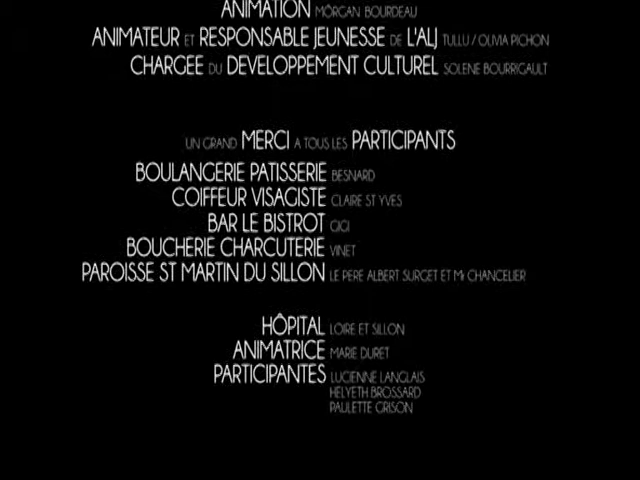 ANIMATION MÔRGAN BOURDEAU
ANIMATEUR ET RESPONSABLE JEUNESSE DE L'ALJ TULLU / OLIVIA PICHON
CHARGEE DU DEVELOPPEMENT CULTUREL SOLENE BOURRIGAULT
UN GRAND MERCI A TOUS LES PARTICIPANTS
BOULANGERIE PATISSERIE BESNARD
COIFFEUR VISAGISTE CLAIRE ST YVES
BAR LE BISTROT GIGI
BOUCHERIE CHARCUTERIE VINET
PAROISSE ST MARTIN DU SILLON LE PERE ALBERT SURGET ET Mr CHANCELIER
HÔPITAL LOIRE ET SILLON
ANIMATRICE MARIE DURET
PARTICIPANTES LUCIENNE LANGLAIS
HELYETH BROSSARD
PAULETTE GRISON